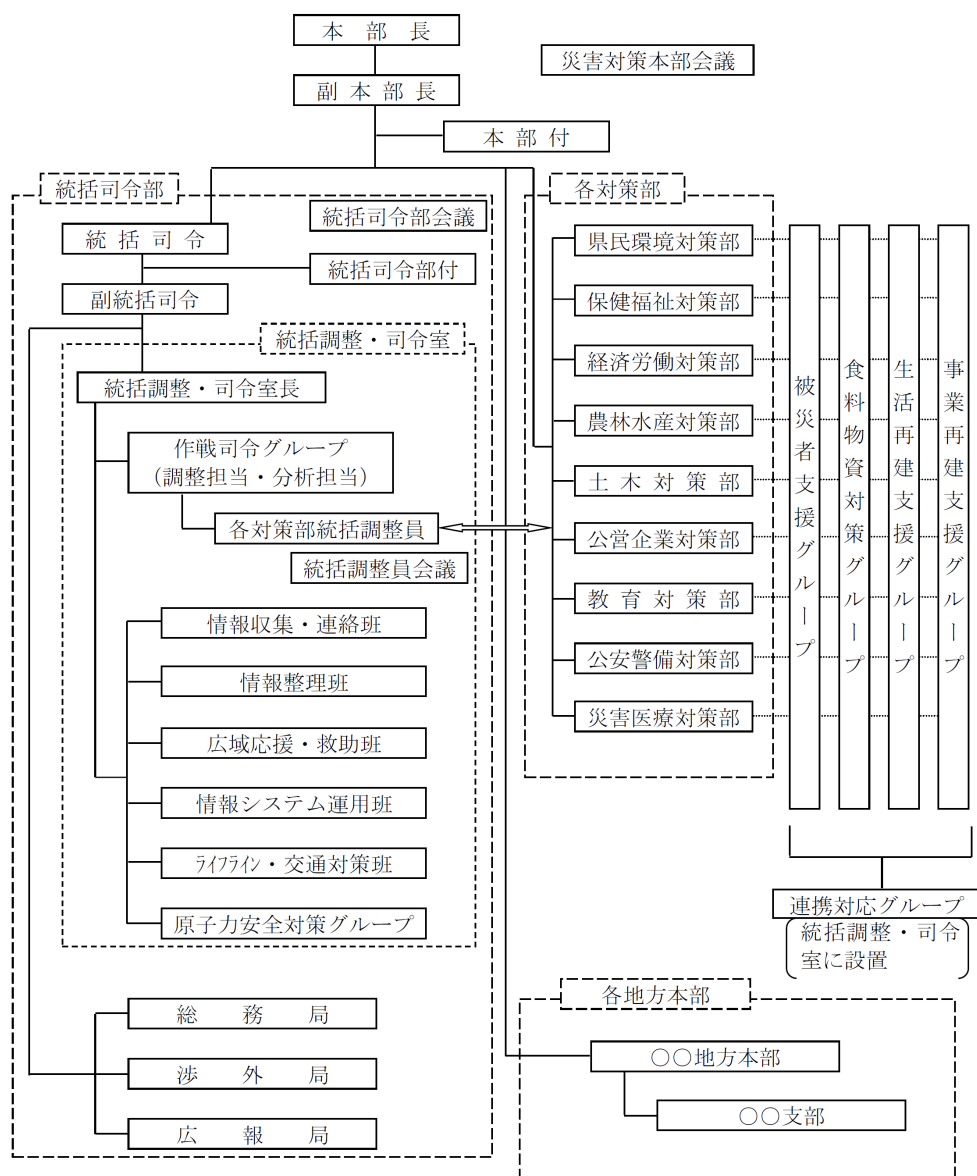 本部長
災害対策本部会議
副本部長
本部付
統括司令部
統括司令部会議
統括司令
統括司令部付
副統括司令
統括調整・司令室
統括調整・司令室長
作戦司令グループ
（調整担当・分析担当）
各対策部統括調整員
統括調整員会議
情報収集・連絡班
情報整理班
広域応援・救助班
情報システム運用班
ﾗｲﾌﾗｲﾝ・交通対策班
原子力安全対策グループ
総務局
渉外局
広報局
各対策部
県民環境対策部
保健福祉対策部
経済労働対策部
農林水産対策部
土木対策部
公営企業対策部
教育対策部
公安警備対策部
災害医療対策部
被災者支援グループ
食料物資対策グループ
生活再建支援グループ
事業再建支援グループ
連携対応グループ
統括調整・司令
室に設置
各地方本部
○○地方本部
○○支部